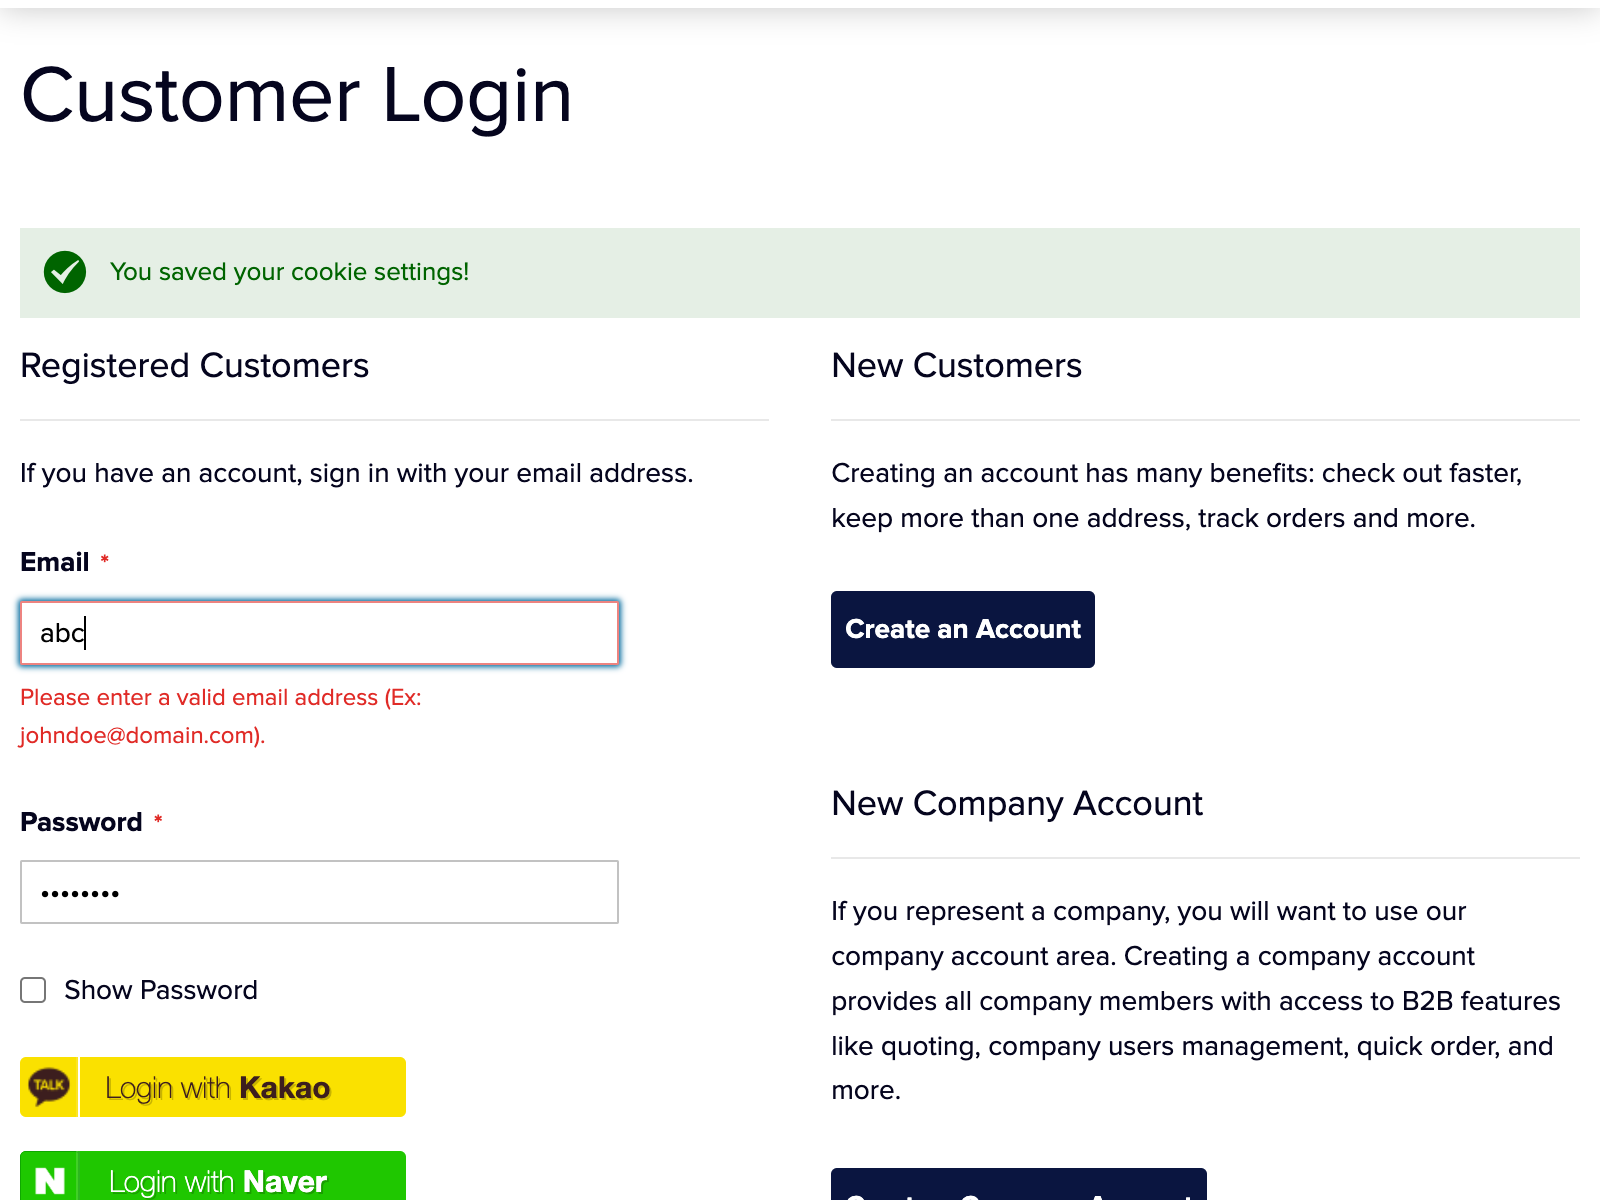 Customer Login
You saved your cookie settings!
Registered Customers
If you have an account, sign in with your email address.
Email *
abc
Please enter a valid email address (Ex:
johndoe@domain.com).
Password *
••••••••
Show Password
TALK Login with Kakao
N Login with Naver
New Customers
Creating an account has many benefits: check out faster,
keep more than one address, track orders and more.
Create an Account
New Company Account
If you represent a company, you will want to use our
company account area. Creating a company account
provides all company members with access to B2B features
like quoting, company users management, quick order, and
more.